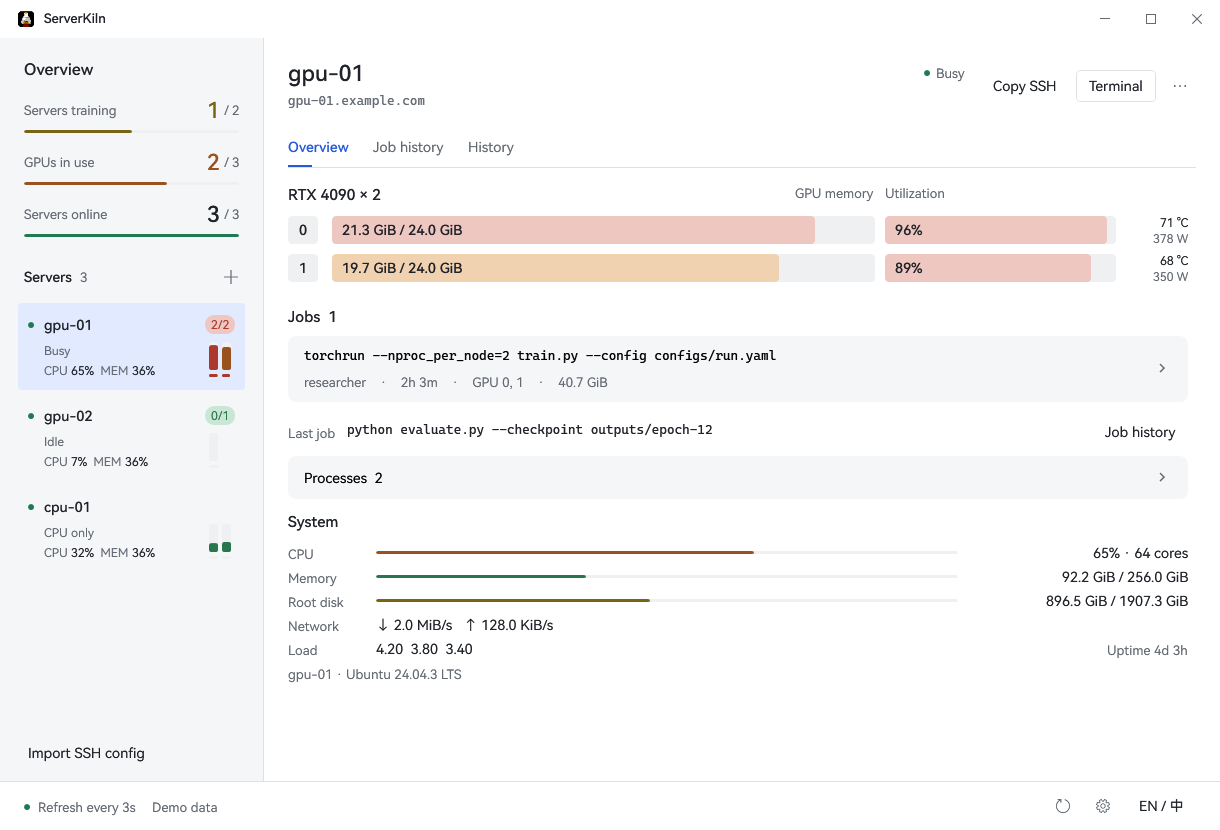 ServerKiln
Overview
Servers training 1 / 2
GPUs in use 2 / 3
Servers online 3 / 3
Servers 3
gpu-01 2/2
Busy
CPU 65% MEM 36%
gpu-02 0/1
Idle
CPU 7% MEM 36%
cpu-01
CPU only
CPU 32% MEM 36%
Import SSH config
gpu-01
gpu-01.example.com
Busy
Copy SSH
Terminal
Overview Job history History
RTX 4090 × 2 GPU memory Utilization
0 21.3 GiB / 24.0 GiB 96% 71 °C
378 W
1 19.7 GiB / 24.0 GiB 89% 68 °C
350 W
Jobs 1
torchrun --nproc_per_node=2 train.py --config configs/run.yaml
researcher · 2h 3m · GPU 0, 1 · 40.7 GiB
Last job python evaluate.py --checkpoint outputs/epoch-12 Job history
Processes 2
System
CPU 65% · 64 cores
Memory 92.2 GiB / 256.0 GiB
Root disk 896.5 GiB / 1907.3 GiB
Network ↓ 2.0 MiB/s ↑ 128.0 KiB/s
Load 4.20 3.80 3.40 Uptime 4d 3h
gpu-01 · Ubuntu 24.04.3 LTS
Refresh every 3s Demo data EN / 中